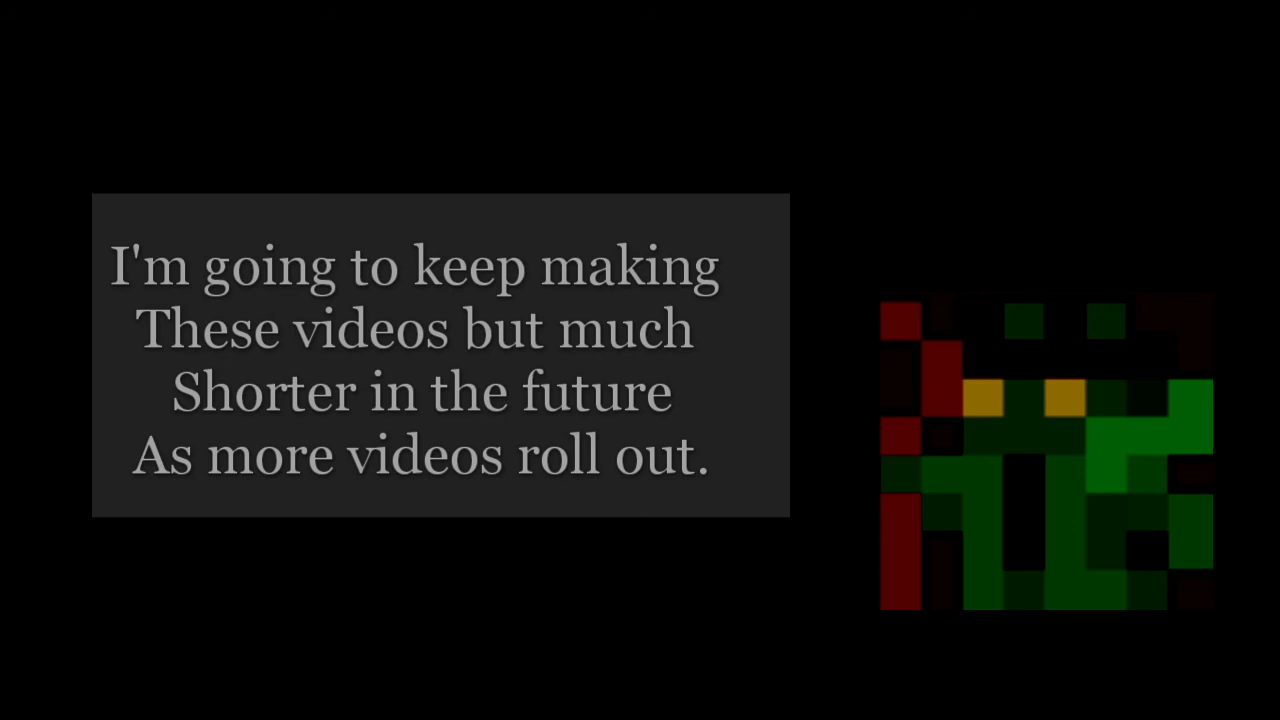 I'm going to keep making
These videos but much
Shorter in the future
As more videos roll out.